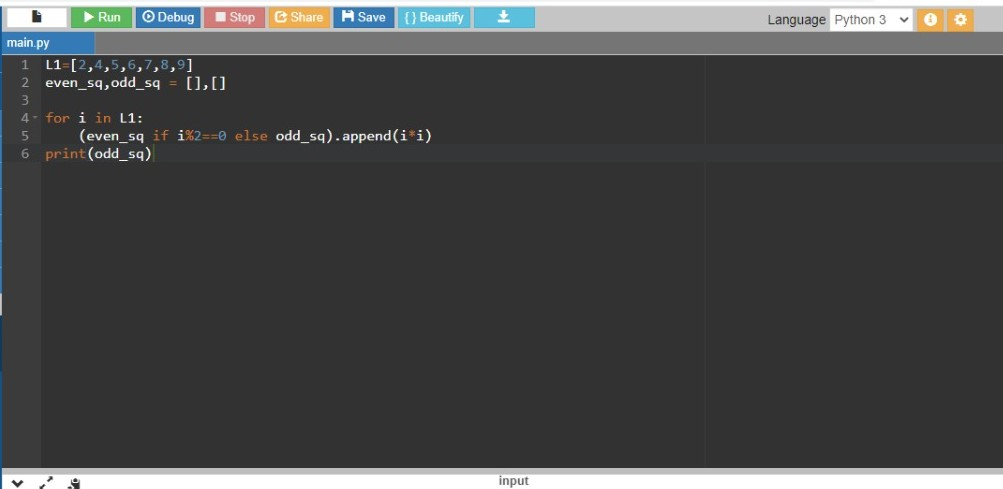 Run Debug Stop Share Save { } Beautify Language Python 3
main.py
1 L1=[2,4,5,6,7,8,9]
2 even_sq,odd_sq = [],[]
3
4 for i in L1:
5     (even_sq if i%2==0 else odd_sq).append(i*i)
6 print(odd_sq)
input